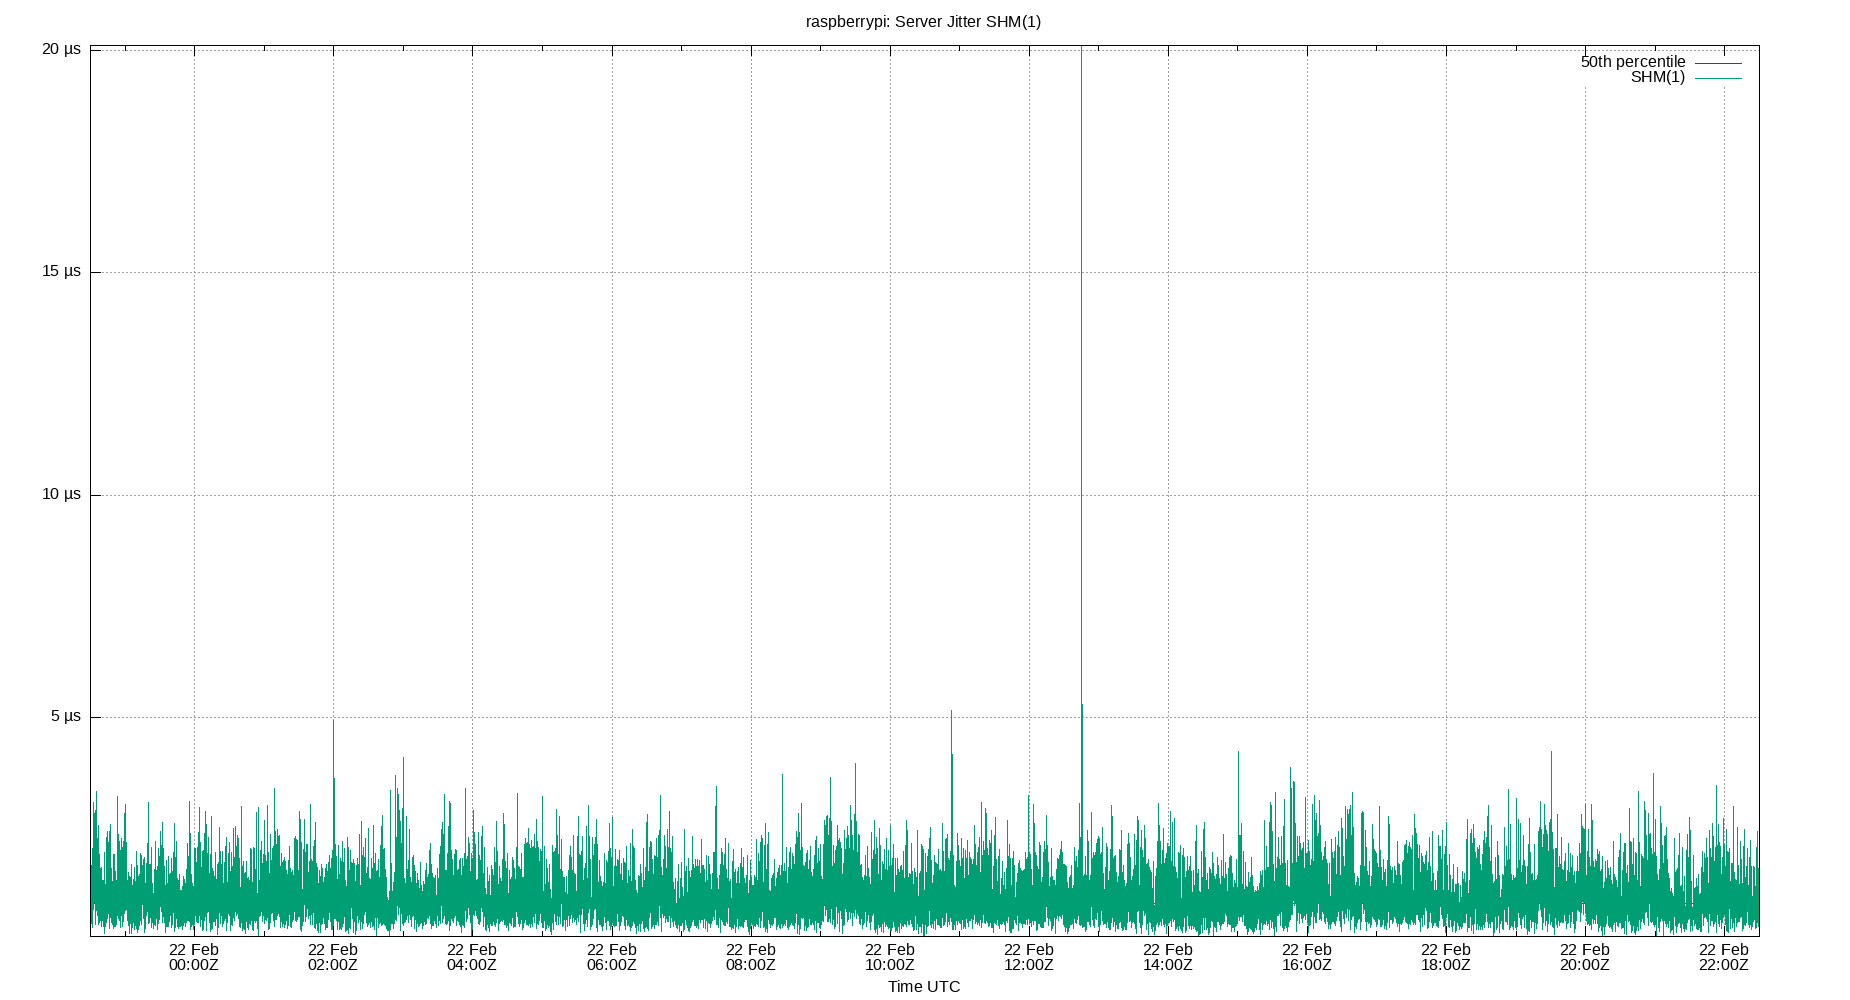 raspberrypi: Server Jitter SHM(1)
20 µs
50th percentile
SHM(1)
15 µs
10 µs
5 µs
22 Feb 22 Feb 22 Feb 22 Feb 22 Feb 22 Feb 22 Feb 22 Feb 22 Feb 22 Feb 22 Feb 22 Feb
00:00Z 02:00Z 04:00Z 06:00Z 08:00Z 10:00Z 12:00Z 14:00Z 16:00Z 18:00Z 20:00Z 22:00Z
Time UTC